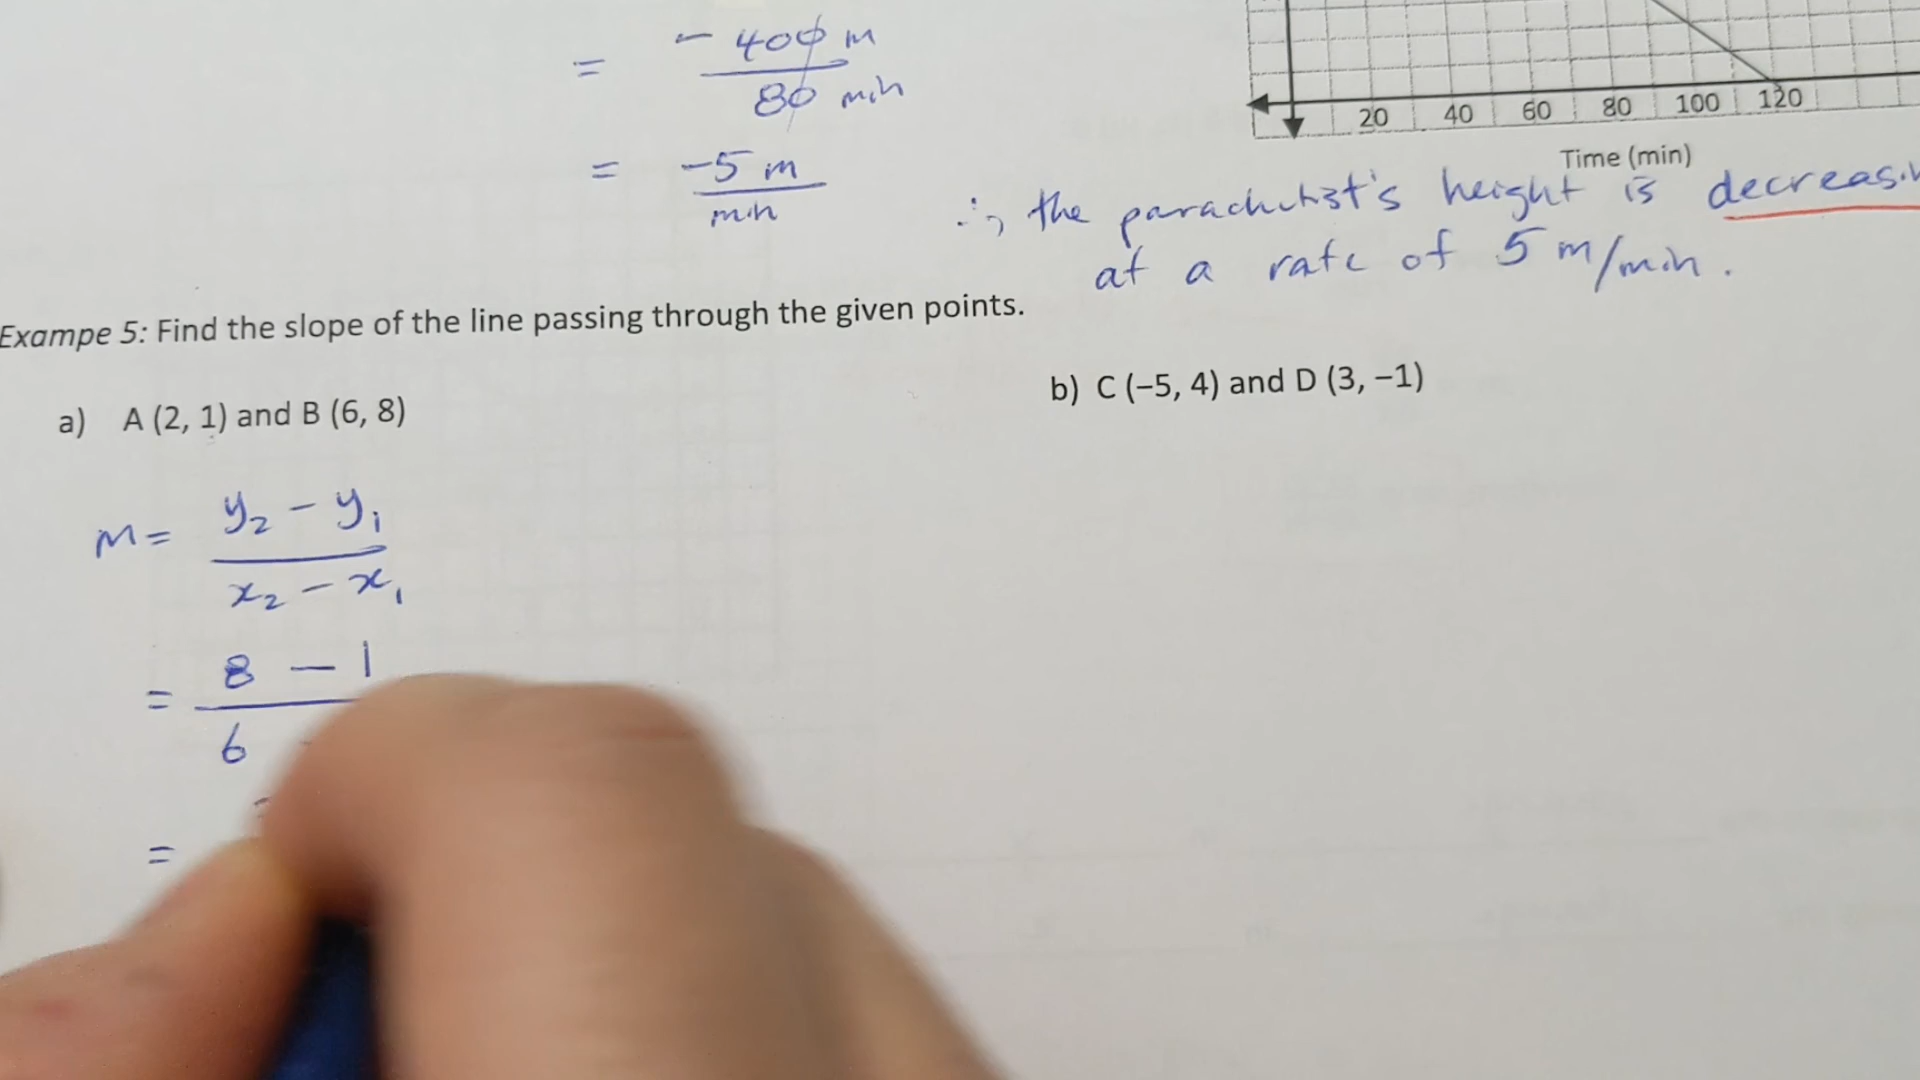 = - 400 m
80 min
= -5 m
min
20 40 60 80 100 120
Time (min)
∴, the parachutist's height is
at a rate of 5 m/min.
Exampe 5: Find the slope of the line passing through the given points.
a) A (2, 1) and B (6, 8)
b) C (–5, 4) and D (3, –1)
m = y₂ - y₁
x₂ - x₁
= 8 - 1
6
=